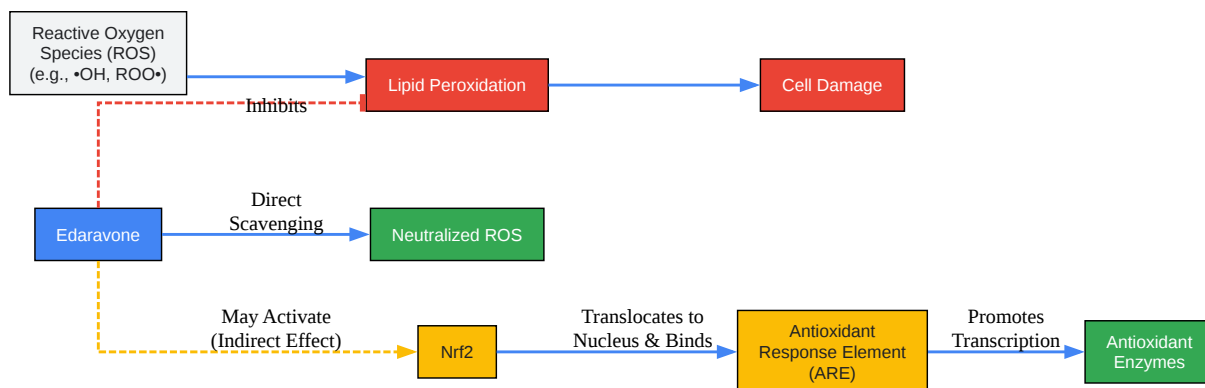 Reactive Oxygen
Species (ROS)
(e.g., •OH, ROO•)
Lipid Peroxidation
Cell Damage
Inhibits
Direct
Scavenging
Edaravone
Neutralized ROS
May Activate
(Indirect Effect)
Nrf2
Translocates to
Nucleus & Binds
Antioxidant
Response Element
(ARE)
Promotes
Transcription
Antioxidant
Enzymes